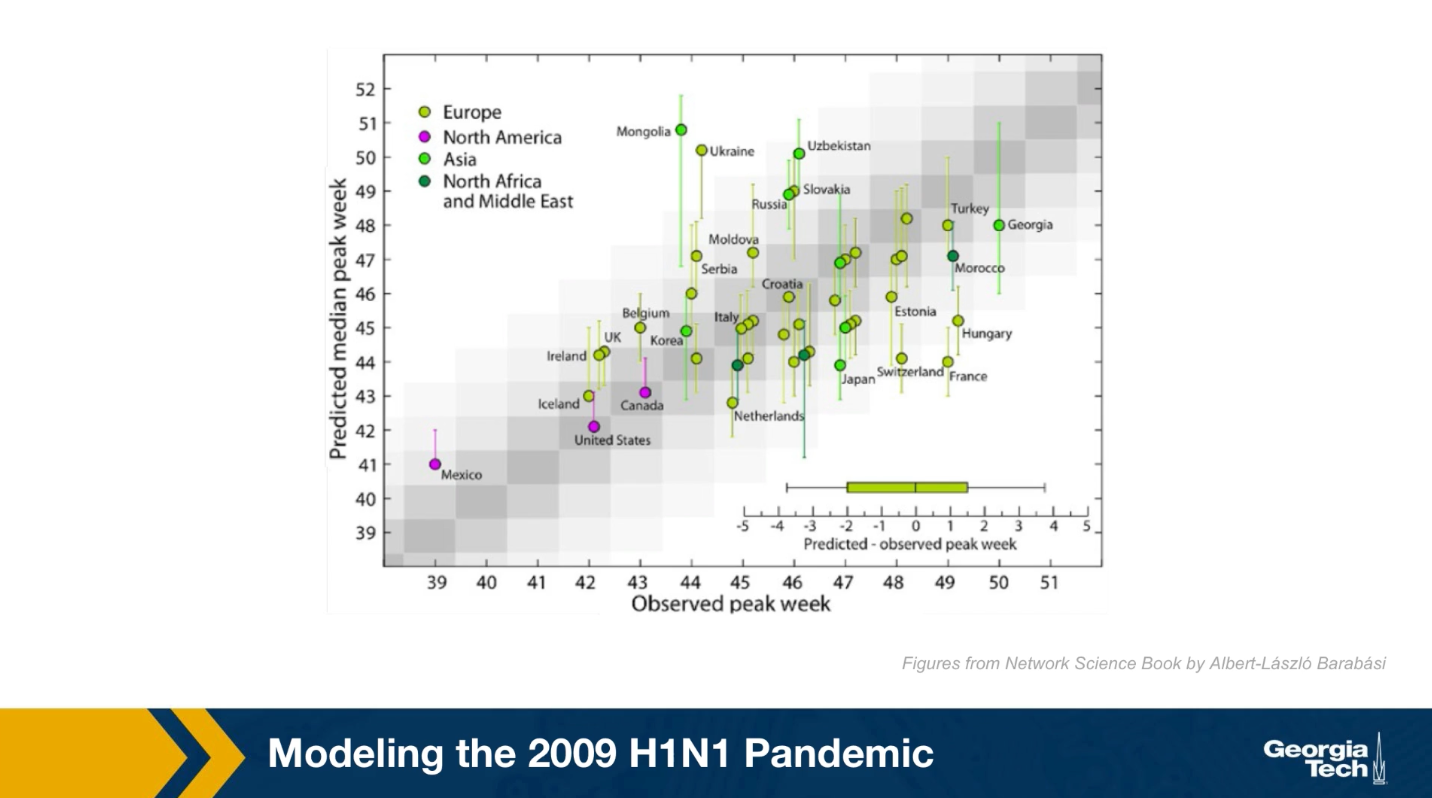 Europe
North America
Asia
North Africa
and Middle East
Predicted median peak week
52
51
50
49
48
47
46
45
44
43
42
41
40
39
Mongolia
Ukraine
Uzbekistan
Slovakia
Russia
Turkey
Georgia
Moldova
Serbia
Morocco
Croatia
Belgium
Italy
Estonia
UK
Korea
Hungary
Ireland
Japan
Switzerland
France
Iceland
Canada
Netherlands
United States
Mexico
-5 -4 -3 -2 -1 0 1 2 3 4 5
Predicted - observed peak week
39 40 41 42 43 44 45 46 47 48 49 50 51
Observed peak week
Figures from Network Science Book by Albert-László Barabási
Modeling the 2009 H1N1 Pandemic
Georgia
Tech